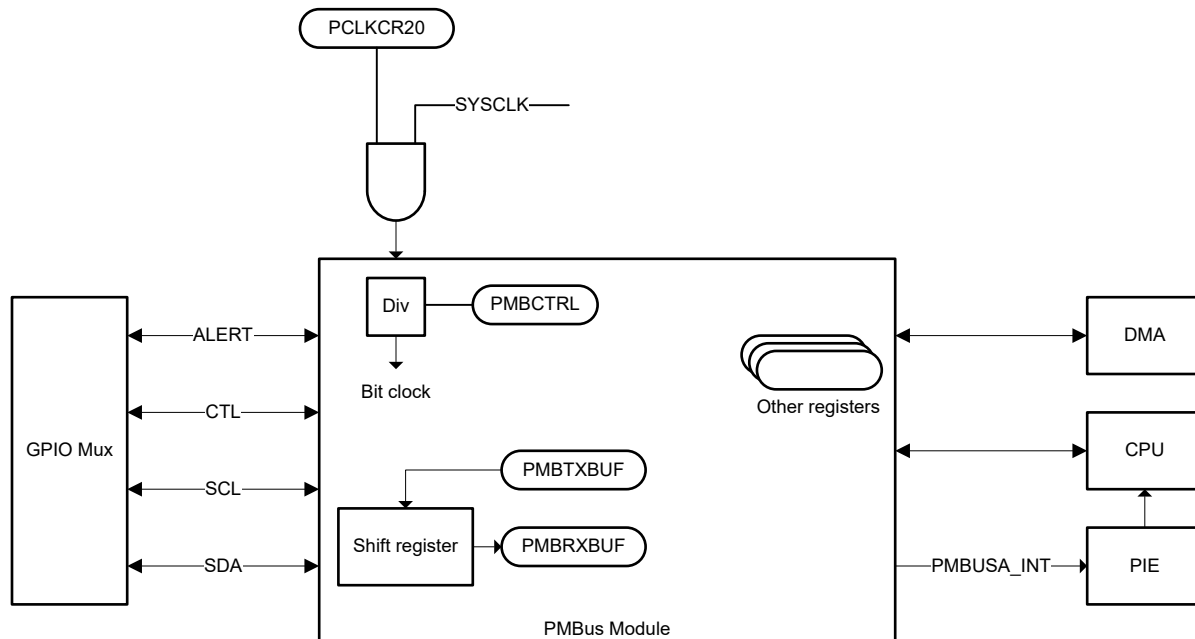 PCLKCR20
SYSCLK
Div
PMBCTRL
ALERT
DMA
Bit clock
Other registers
CTL
GPIO Mux
CPU
PMBTXBUF
SCL
Shift register
PMBRXBUF
SDA
PMBUSA_INT
PIE
PMBus Module